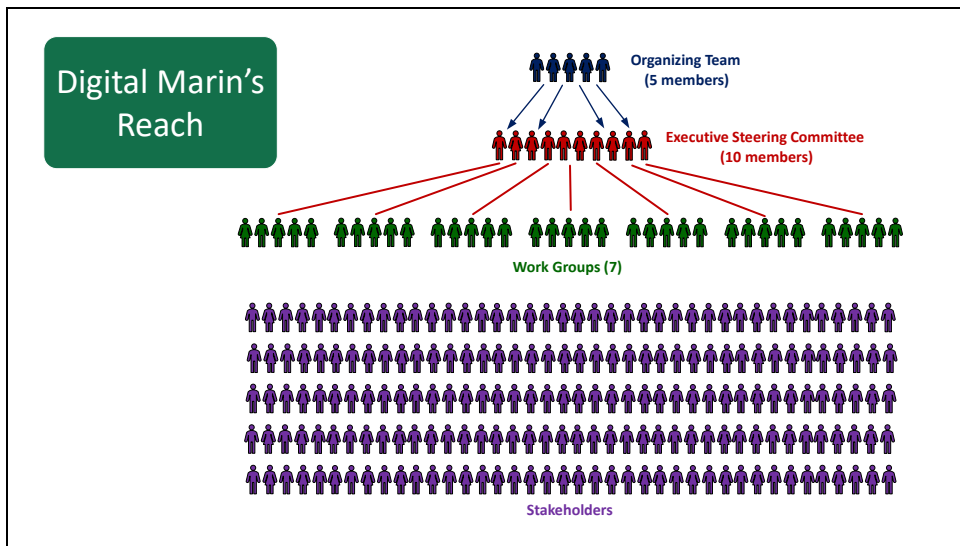 Digital Marin's
Reach
Organizing Team
(5 members)
Executive Steering Committee
(10 members)
Work Groups (7)
Stakeholders